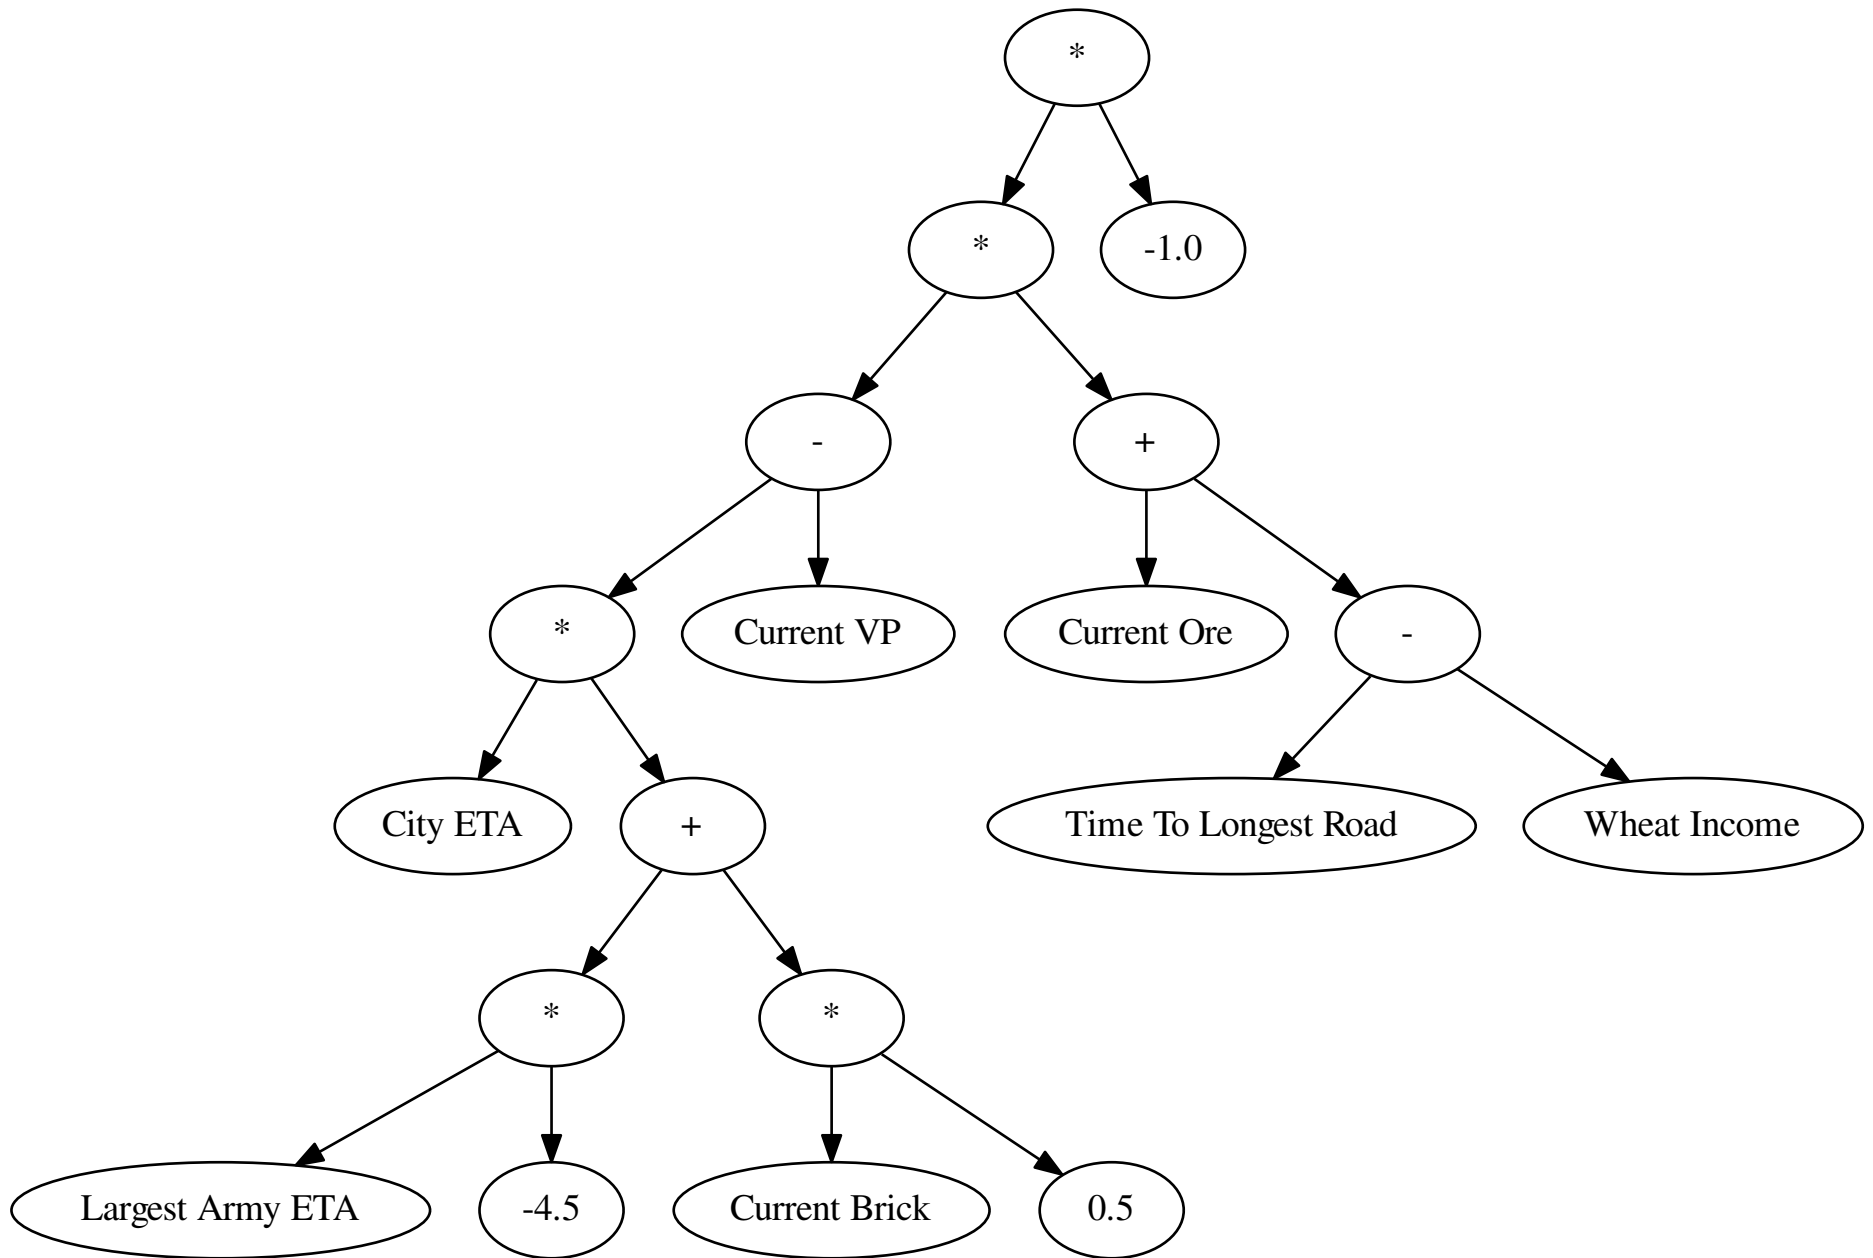 *
*
-1.0
-
+
*
Current VP
Current Ore
-
City ETA
+
Time To Longest Road
Wheat Income
*
*
Largest Army ETA
-4.5
Current Brick
0.5